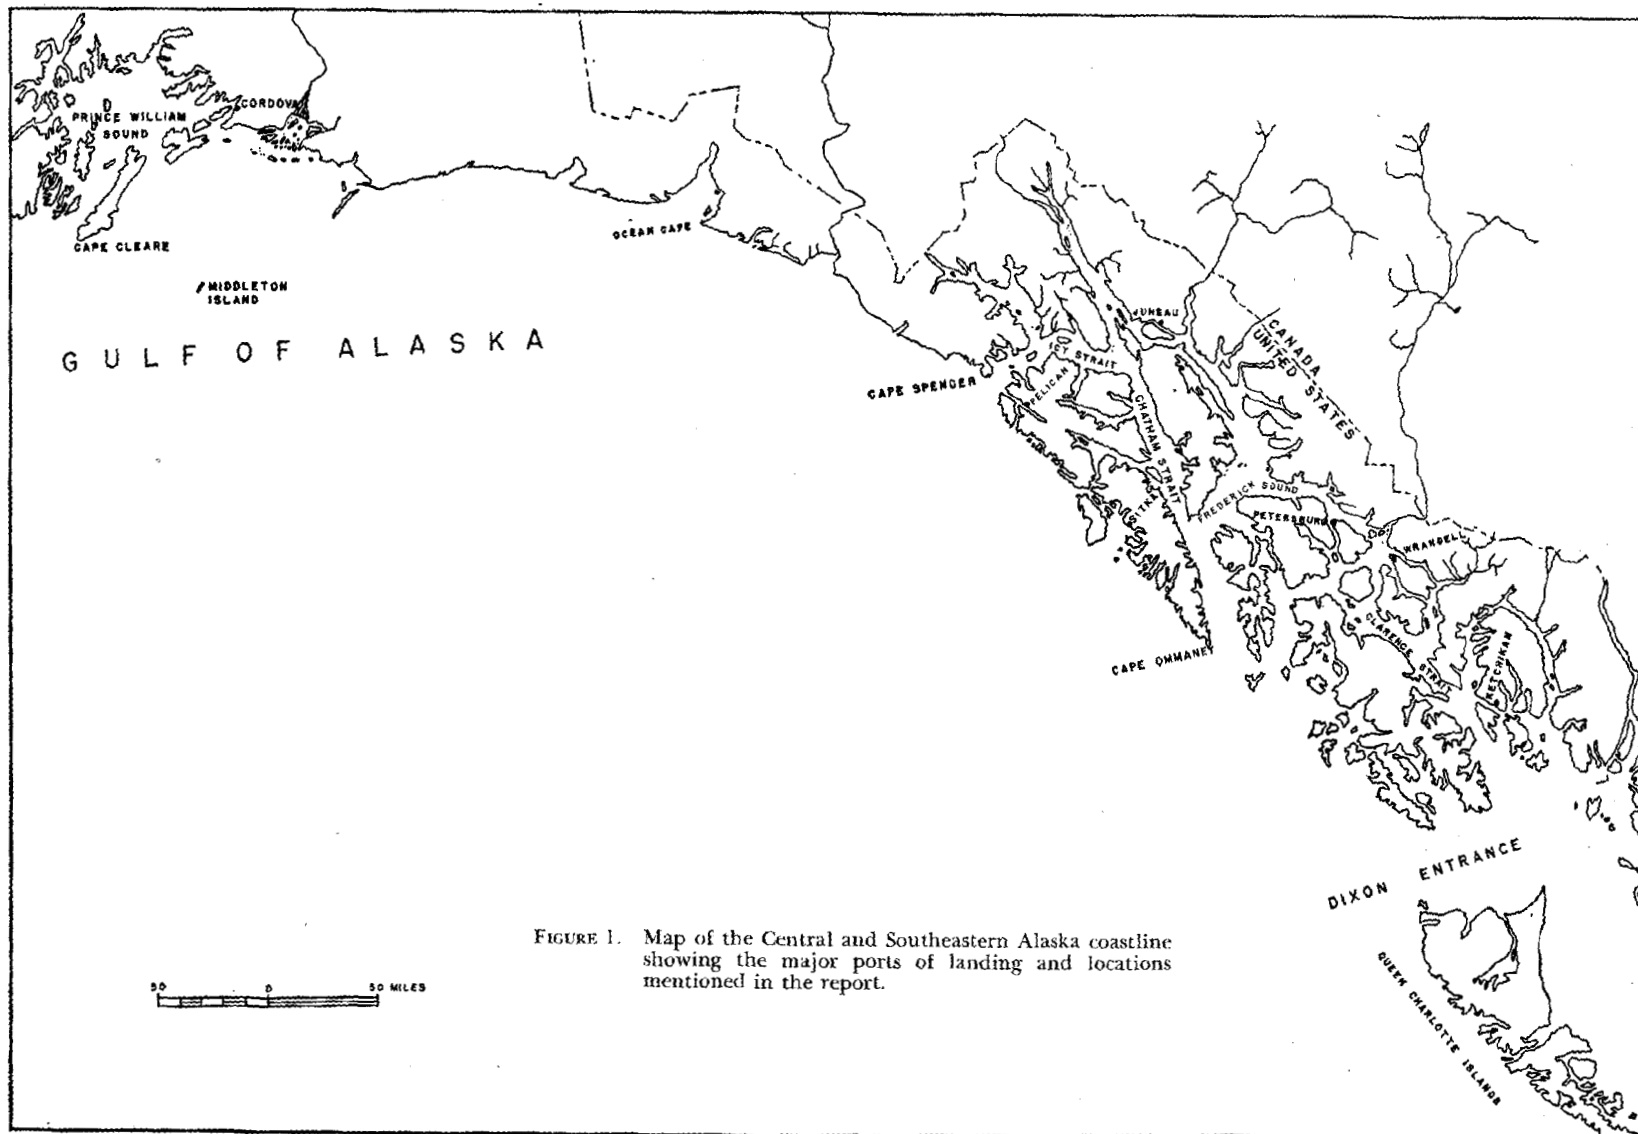 CORDOVA
PRINCE WILLIAM
SOUND
CAPE CLEARE
OCEAN CAPE
MIDDLETON
ISLAND
GULF OF ALASKA
JUNEAU
CANADA
UNITED STATES
ICY STRAIT
CAPE SPENCER
PELICAN
CHATHAM STRAIT
SITKA
FREDERICK SOUND
PETERSBURG
WRANGELL
CLARENCE STRAIT
KETCHIKAN
CAPE OMMANEY
DIXON ENTRANCE
QUEEN CHARLOTTE ISLANDS
FIGURE 1. Map of the Central and Southeastern Alaska coastline
showing the major ports of landing and locations
mentioned in the report.
50 0 50 MILES